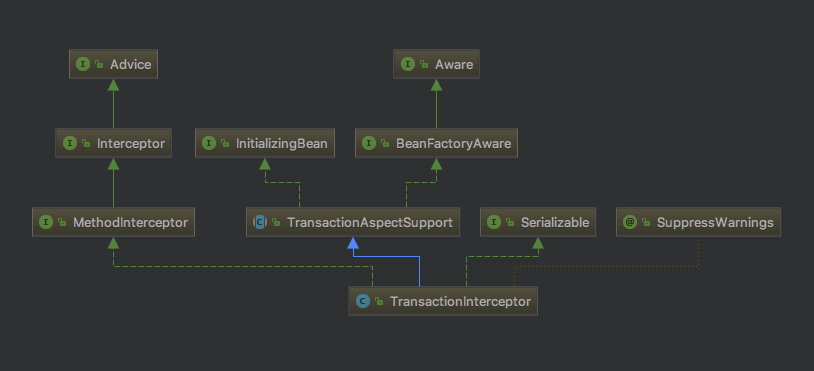 I Advice
I Aware
I Interceptor
I InitializingBean
I BeanFactoryAware
I MethodInterceptor
C TransactionAspectSupport
I Serializable
@ SuppressWarnings
C TransactionInterceptor